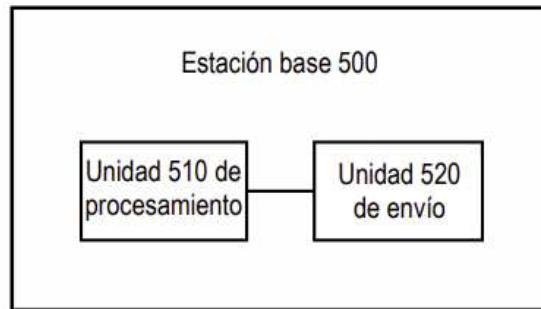 Estación base 500
Unidad 510 de
procesamiento
Unidad 520
de envío